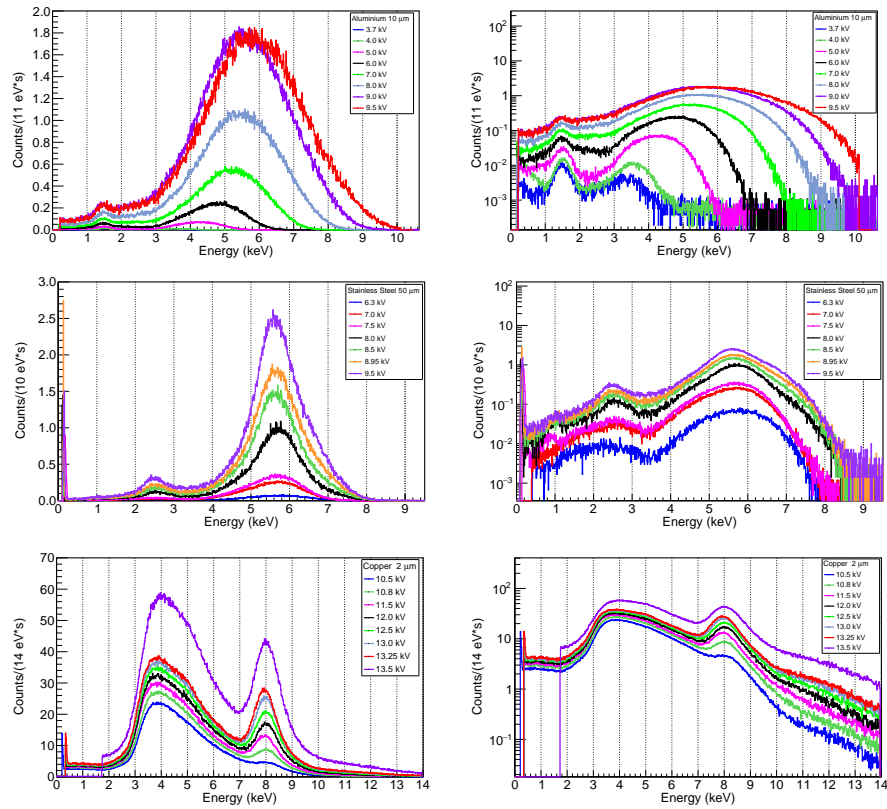 Aluminium 10 µm
3.7 kV
4.0 kV
5.0 kV
6.0 kV
7.0 kV
8.0 kV
9.0 kV
9.5 kV
Counts/(11 eV*s)
2.0
1.8
1.6
1.4
1.2
1.0
0.8
0.6
0.4
0.2
0.0
0 1 2 3 4 5 6 7 8 9 10
Energy (keV)
Aluminium 10 µm
3.7 kV
4.0 kV
5.0 kV
6.0 kV
7.0 kV
8.0 kV
9.0 kV
9.5 kV
Counts/(11 eV*s)
10²
10
1
10⁻¹
10⁻²
10⁻³
0 1 2 3 4 5 6 7 8 9 10
Energy (keV)
Stainless Steel 50 µm
6.3 kV
7.0 kV
7.5 kV
8.0 kV
8.5 kV
8.95 kV
9.5 kV
Counts/(10 eV*s)
3.0
2.5
2.0
1.5
1.0
0.5
0.0
0 1 2 3 4 5 6 7 8 9
Energy (keV)
Stainless Steel 50 µm
6.3 kV
7.0 kV
7.5 kV
8.0 kV
8.5 kV
8.95 kV
9.5 kV
Counts/(10 eV*s)
10²
10
1
10⁻¹
10⁻²
10⁻³
0 1 2 3 4 5 6 7 8 9
Energy (keV)
Copper 2 µm
10.5 kV
10.8 kV
11.5 kV
12.0 kV
12.5 kV
13.0 kV
13.25 kV
13.5 kV
Counts/(14 eV*s)
70
60
50
40
30
20
10
0
0 1 2 3 4 5 6 7 8 9 10 11 12 13 14
Energy (keV)
Copper 2 µm
10.5 kV
10.8 kV
11.5 kV
12.0 kV
12.5 kV
13.0 kV
13.25 kV
13.5 kV
Counts/(14 eV*s)
10²
10
1
10⁻¹
10⁻²
0 1 2 3 4 5 6 7 8 9 10 11 12 13 14
Energy (keV)